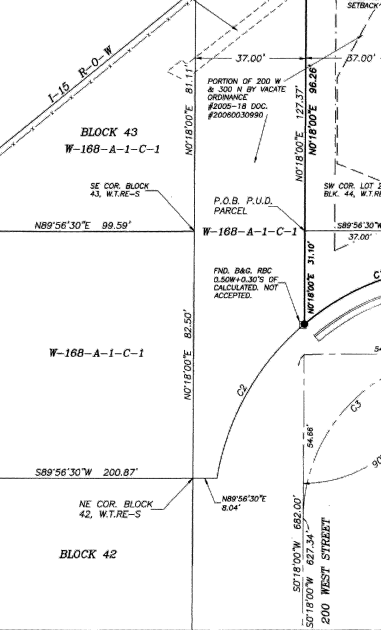 SETBACK
I-15 R-O-W
37.00'
N0°18'00"E 81.11'
N0°18'00"E 127.37'
N0°18'00"E 96.26'
PORTION OF 200 W
& 300 N BY VACATE
ORDINANCE
#2005-18 DOC.
#20060030990
BLOCK 43
W-168-A-1-C-1
SE COR. BLOCK
43, W.T.RE-S
P.O.B. P.U.D.
PARCEL
SW COR. LOT 2
BLK. 44, W.T.RE-S
N89°56'30"E 99.59'
W-168-A-1-C-1
S89°56'30"W
37.00'
N0°18'00"E 31.10'
FND. B&G. RBC
0.50W+0.30'S OF
CALCULATED. NOT
ACCEPTED.
N0°18'00"E 82.50'
W-168-A-1-C-1
C2
C3
54.66'
S89°56'30"W 200.87'
90°
NE COR. BLOCK
42, W.T.RE-S
N89°56'30"E
8.04'
BLOCK 42
S0°18'00"W 682.00'
S0°18'00"W 627.34'
200 WEST STREET